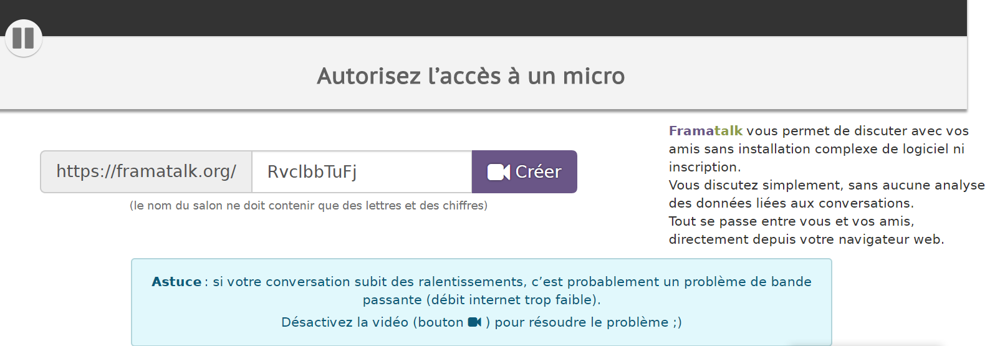 Autorisez l’accès à un micro
https://framatalk.org/ RvclbbTuFj Créer
(le nom du salon ne doit contenir que des lettres et des chiffres)
Framatalk vous permet de discuter avec vos
amis sans installation complexe de logiciel ni
inscription.
Vous discutez simplement, sans aucune analyse
des données liées aux conversations.
Tout se passe entre vous et vos amis,
directement depuis votre navigateur web.
Astuce : si votre conversation subit des ralentissements, c’est probablement un problème de bande
passante (débit internet trop faible).
Désactivez la vidéo (bouton ) pour résoudre le problème ;)